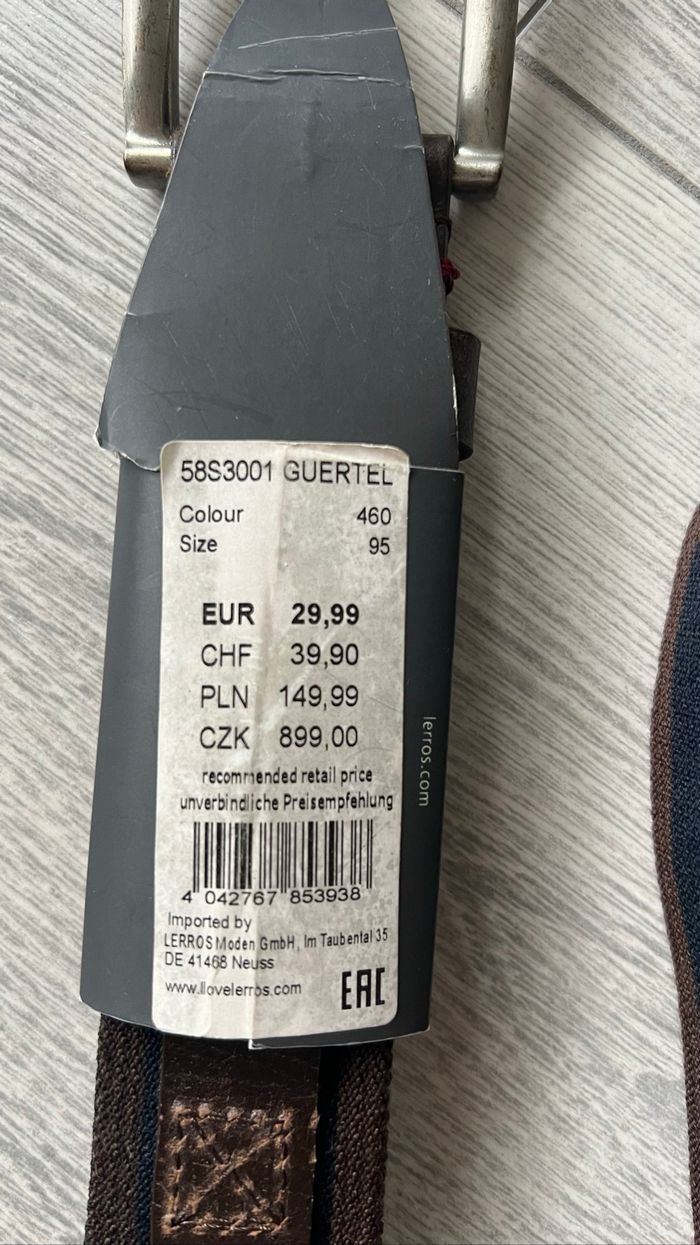 58S3001 GUERTEL
Colour 460
Size 95
EUR 29,99
CHF 39,90
PLN 149,99
CZK 899,00
recommended retail price
unverbindliche Preisempfehlung
4 042767 853938
Imported by
LERROS Moden GmbH, Im Taubental 35
DE 41468 Neuss
www.llovelerros.com
EAC
lerros.com